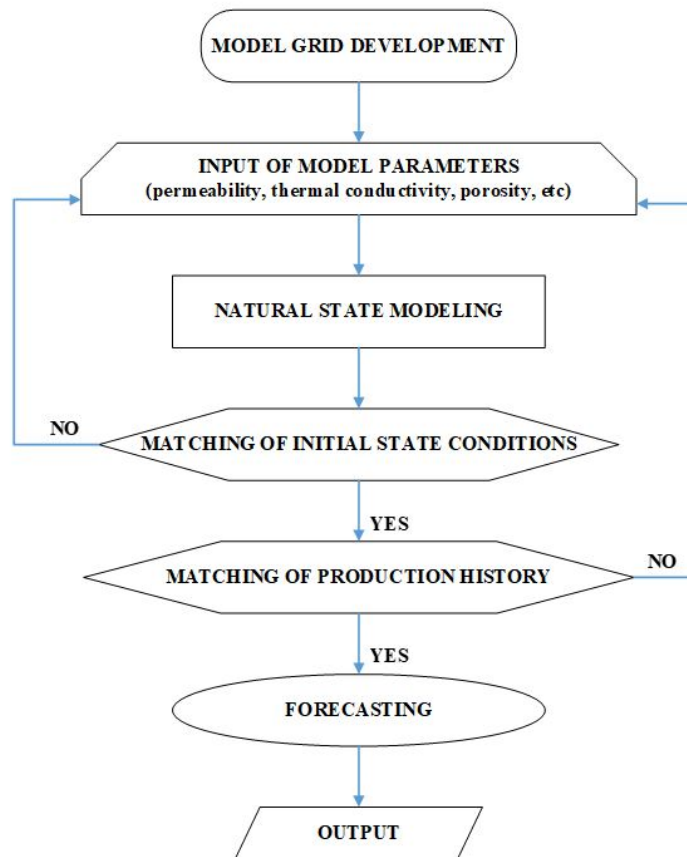 MODEL GRID DEVELOPMENT
INPUT OF MODEL PARAMETERS
(permeability, thermal conductivity, porosity, etc)
NATURAL STATE MODELING
NO
MATCHING OF INITIAL STATE CONDITIONS
YES
MATCHING OF PRODUCTION HISTORY
NO
YES
FORECASTING
OUTPUT